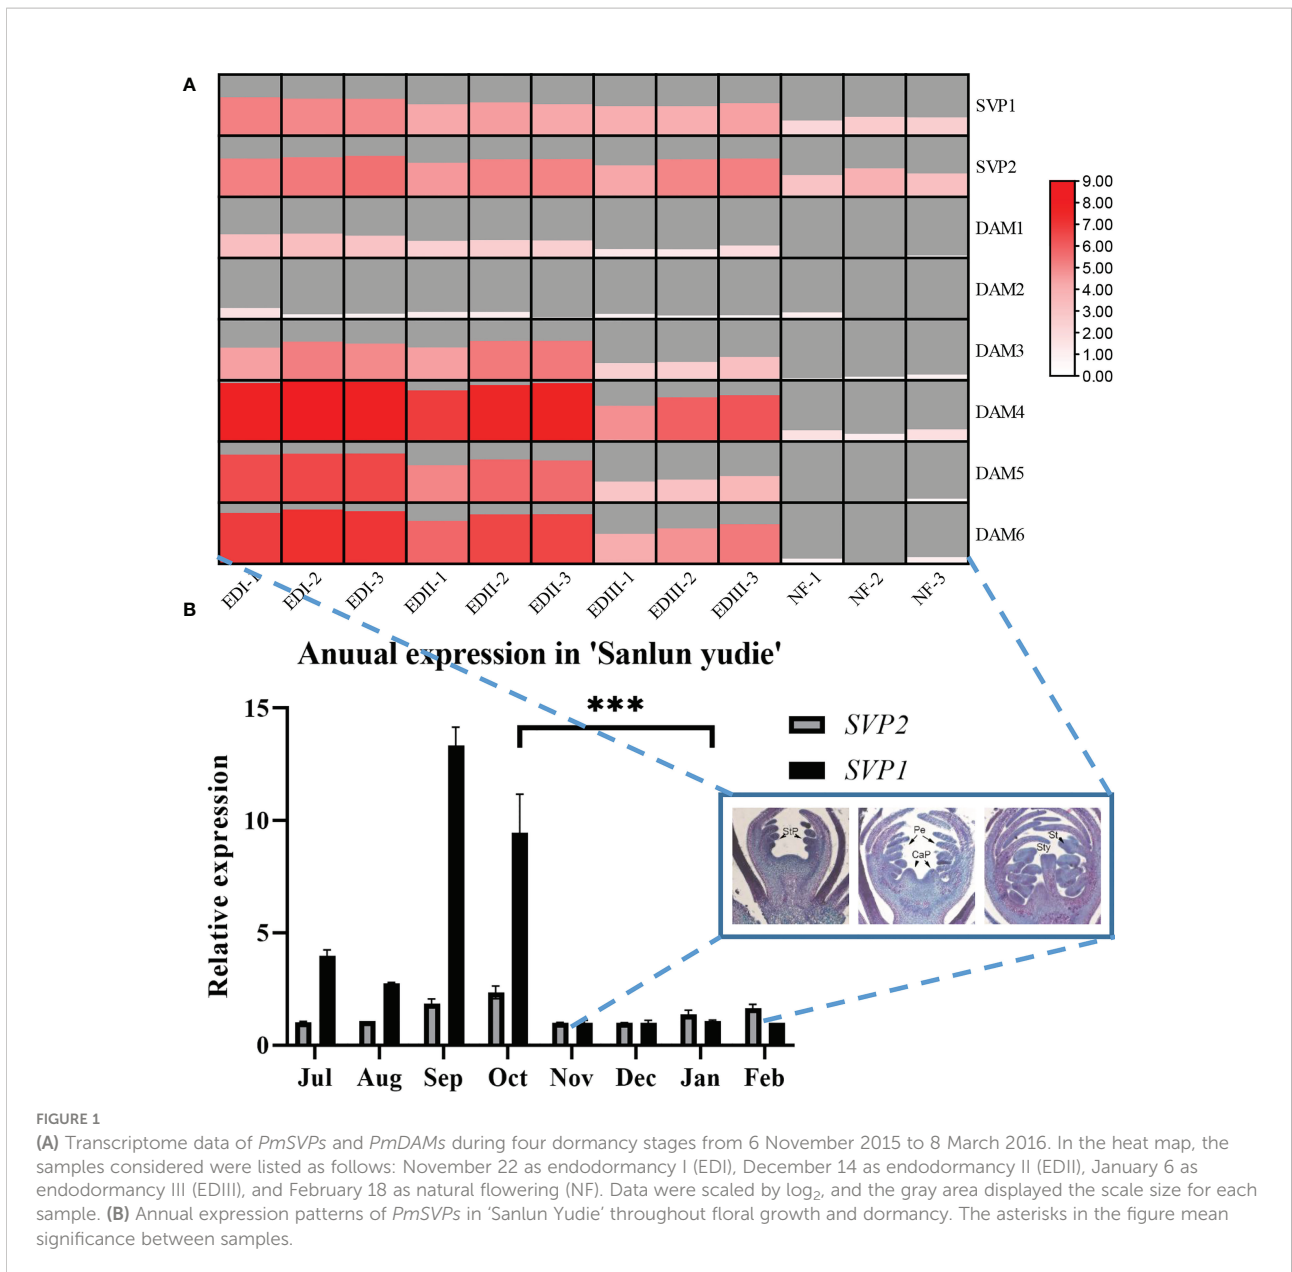 A
SVP1
SVP2
DAM1
DAM2
DAM3
DAM4
DAM5
DAM6
9.00
8.00
7.00
6.00
5.00
4.00
3.00
2.00
1.00
0.00
EDI-1 EDI-2 EDI-3 EDII-1 EDII-2 EDII-3 EDIII-1 EDIII-2 EDIII-3 NF-1 NF-2 NF-3
B
Anuual expression in 'Sanlun yudie'
Relative expression
15
10
5
0
***
SVP2
SVP1
StP
Pe
CaP
St
Sty
Jul Aug Sep Oct Nov Dec Jan Feb
FIGURE 1
(A) Transcriptome data of PmSVPs and PmDAMs during four dormancy stages from 6 November 2015 to 8 March 2016. In the heat map, the
samples considered were listed as follows: November 22 as endodormancy I (EDI), December 14 as endodormancy II (EDII), January 6 as
endodormancy III (EDIII), and February 18 as natural flowering (NF). Data were scaled by log₂, and the gray area displayed the scale size for each
sample. (B) Annual expression patterns of PmSVPs in ‘Sanlun Yudie’ throughout floral growth and dormancy. The asterisks in the figure mean
significance between samples.